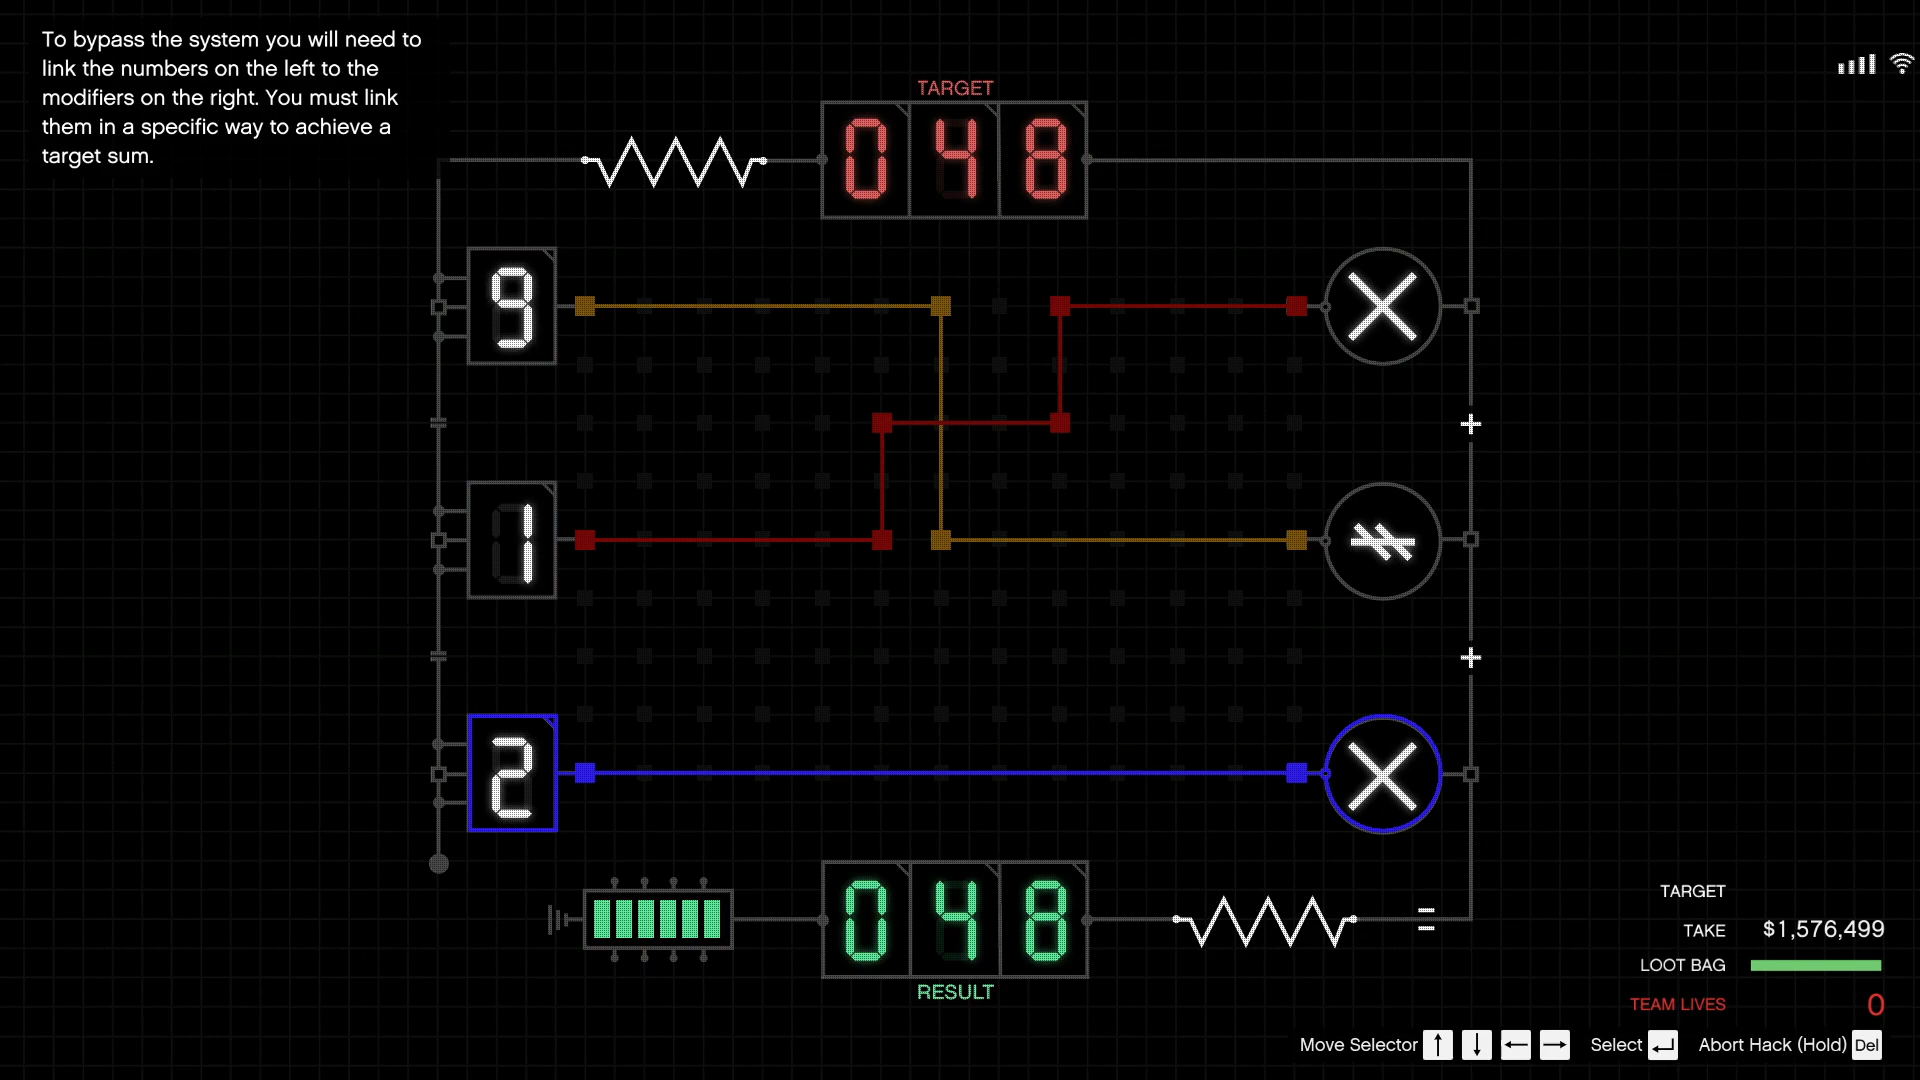 To bypass the system you will need to
link the numbers on the left to the
modifiers on the right. You must link
them in a specific way to achieve a
target sum.
TARGET
048
9
1
+
2
+
048
=
RESULT
TARGET
TAKE $1,576,499
LOOT BAG
TEAM LIVES 0
Move Selector ↑ ↓ ← → Select ↵ Abort Hack (Hold) Del